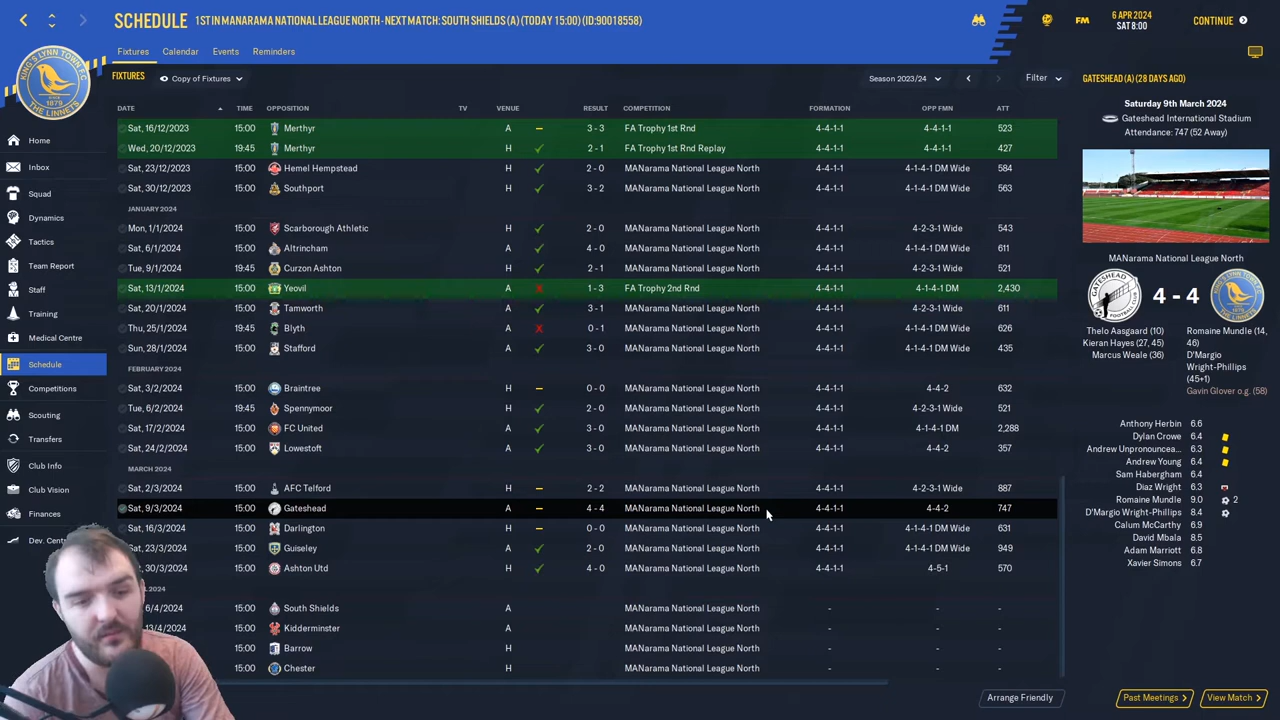 SCHEDULE 1ST IN MANARAMA NATIONAL LEAGUE NORTH - NEXT MATCH: SOUTH SHIELDS (A) (TODAY 15:00) (ID:90018558)
FM 6 APR 2024 SAT 8:00 CONTINUE
Fixtures Calendar Events Reminders
KING'S LYNN TOWN F.C
1879
THE LINNETS
FIXTURES Copy of Fixtures Season 2023/24 Filter
DATE TIME OPPOSITION TV VENUE RESULT COMPETITION FORMATION OPP FMN ATT
Sat, 16/12/2023 15:00 Merthyr A 3 - 3 FA Trophy 1st Rnd 4-4-1-1 4-4-1-1 523
Wed, 20/12/2023 19:45 Merthyr H 2 - 1 FA Trophy 1st Rnd Replay 4-4-1-1 4-4-1-1 427
Sat, 23/12/2023 15:00 Hemel Hempstead H 2 - 0 MANarama National League North 4-4-1-1 4-1-4-1 DM Wide 584
Sat, 30/12/2023 15:00 Southport H 3 - 2 MANarama National League North 4-4-1-1 4-1-4-1 DM Wide 563
JANUARY 2024
Mon, 1/1/2024 15:00 Scarborough Athletic H 2 - 0 MANarama National League North 4-4-1-1 4-2-3-1 Wide 543
Sat, 6/1/2024 15:00 Altrincham A 4 - 0 MANarama National League North 4-4-1-1 4-1-4-1 DM Wide 611
Tue, 9/1/2024 19:45 Curzon Ashton H 2 - 1 MANarama National League North 4-4-1-1 4-2-3-1 Wide 521
Sat, 13/1/2024 15:00 Yeovil A 1 - 3 FA Trophy 2nd Rnd 4-4-1-1 4-1-4-1 DM 2,430
Sat, 20/1/2024 15:00 Tamworth A 3 - 1 MANarama National League North 4-4-1-1 4-2-3-1 Wide 611
Thu, 25/1/2024 19:45 Blyth A 0 - 1 MANarama National League North 4-4-1-1 4-1-4-1 DM Wide 626
Sun, 28/1/2024 15:00 Stafford A 3 - 0 MANarama National League North 4-4-1-1 4-1-4-1 DM Wide 435
FEBRUARY 2024
Sat, 3/2/2024 15:00 Braintree H 0 - 0 MANarama National League North 4-4-1-1 4-4-2 632
Tue, 6/2/2024 19:45 Spennymoor H 2 - 0 MANarama National League North 4-4-1-1 4-2-3-1 Wide 521
Sat, 17/2/2024 15:00 FC United A 3 - 0 MANarama National League North 4-4-1-1 4-1-4-1 DM 2,288
Sat, 24/2/2024 15:00 Lowestoft A 3 - 0 MANarama National League North 4-4-1-1 4-4-2 357
MARCH 2024
Sat, 2/3/2024 15:00 AFC Telford H 2 - 2 MANarama National League North 4-4-1-1 4-2-3-1 Wide 887
Sat, 9/3/2024 15:00 Gateshead A 4 - 4 MANarama National League North 4-4-1-1 4-4-2 747
Sat, 16/3/2024 15:00 Darlington H 0 - 0 MANarama National League North 4-4-1-1 4-1-4-1 DM Wide 631
Sat, 23/3/2024 15:00 Guiseley A 2 - 0 MANarama National League North 4-4-1-1 4-1-4-1 DM Wide 949
Sat, 30/3/2024 15:00 Ashton Utd H 4 - 0 MANarama National League North 4-4-1-1 4-5-1 570
2024
6/4/2024 15:00 South Shields A MANarama National League North - - -
13/4/2024 15:00 Kidderminster A MANarama National League North - - -
15:00 Barrow H MANarama National League North - - -
15:00 Chester H MANarama National League North - - -
Arrange Friendly
Home
Inbox
Squad
Dynamics
Tactics
Team Report
Staff
Training
Medical Centre
Schedule
Competitions
Scouting
Transfers
Club Info
Club Vision
Finances
Dev. Cent
GATESHEAD (A) (28 DAYS AGO)
Saturday 9th March 2024
Gateshead International Stadium
Attendance: 747 (52 Away)
MANarama National League North
GATESHEAD
4 - 4
Thelo Aasgaard (10)
Kieran Hayes (27, 45)
Marcus Weale (36)
Romaine Mundle (14, 46)
D'Margio Wright-Phillips (45+1)
Gavin Glover o.g. (58)
Anthony Herbin 6.6
Dylan Crowe 6.4
Andrew Unpronouncea... 6.3
Andrew Young 6.4
Sam Habergham 6.4
Diaz Wright 6.3
Romaine Mundle 9.0 2
D'Margio Wright-Phillips 8.4
Calum McCarthy 6.9
David Mbala 8.5
Adam Marriott 6.8
Xavier Simons 6.7
Past Meetings View Match